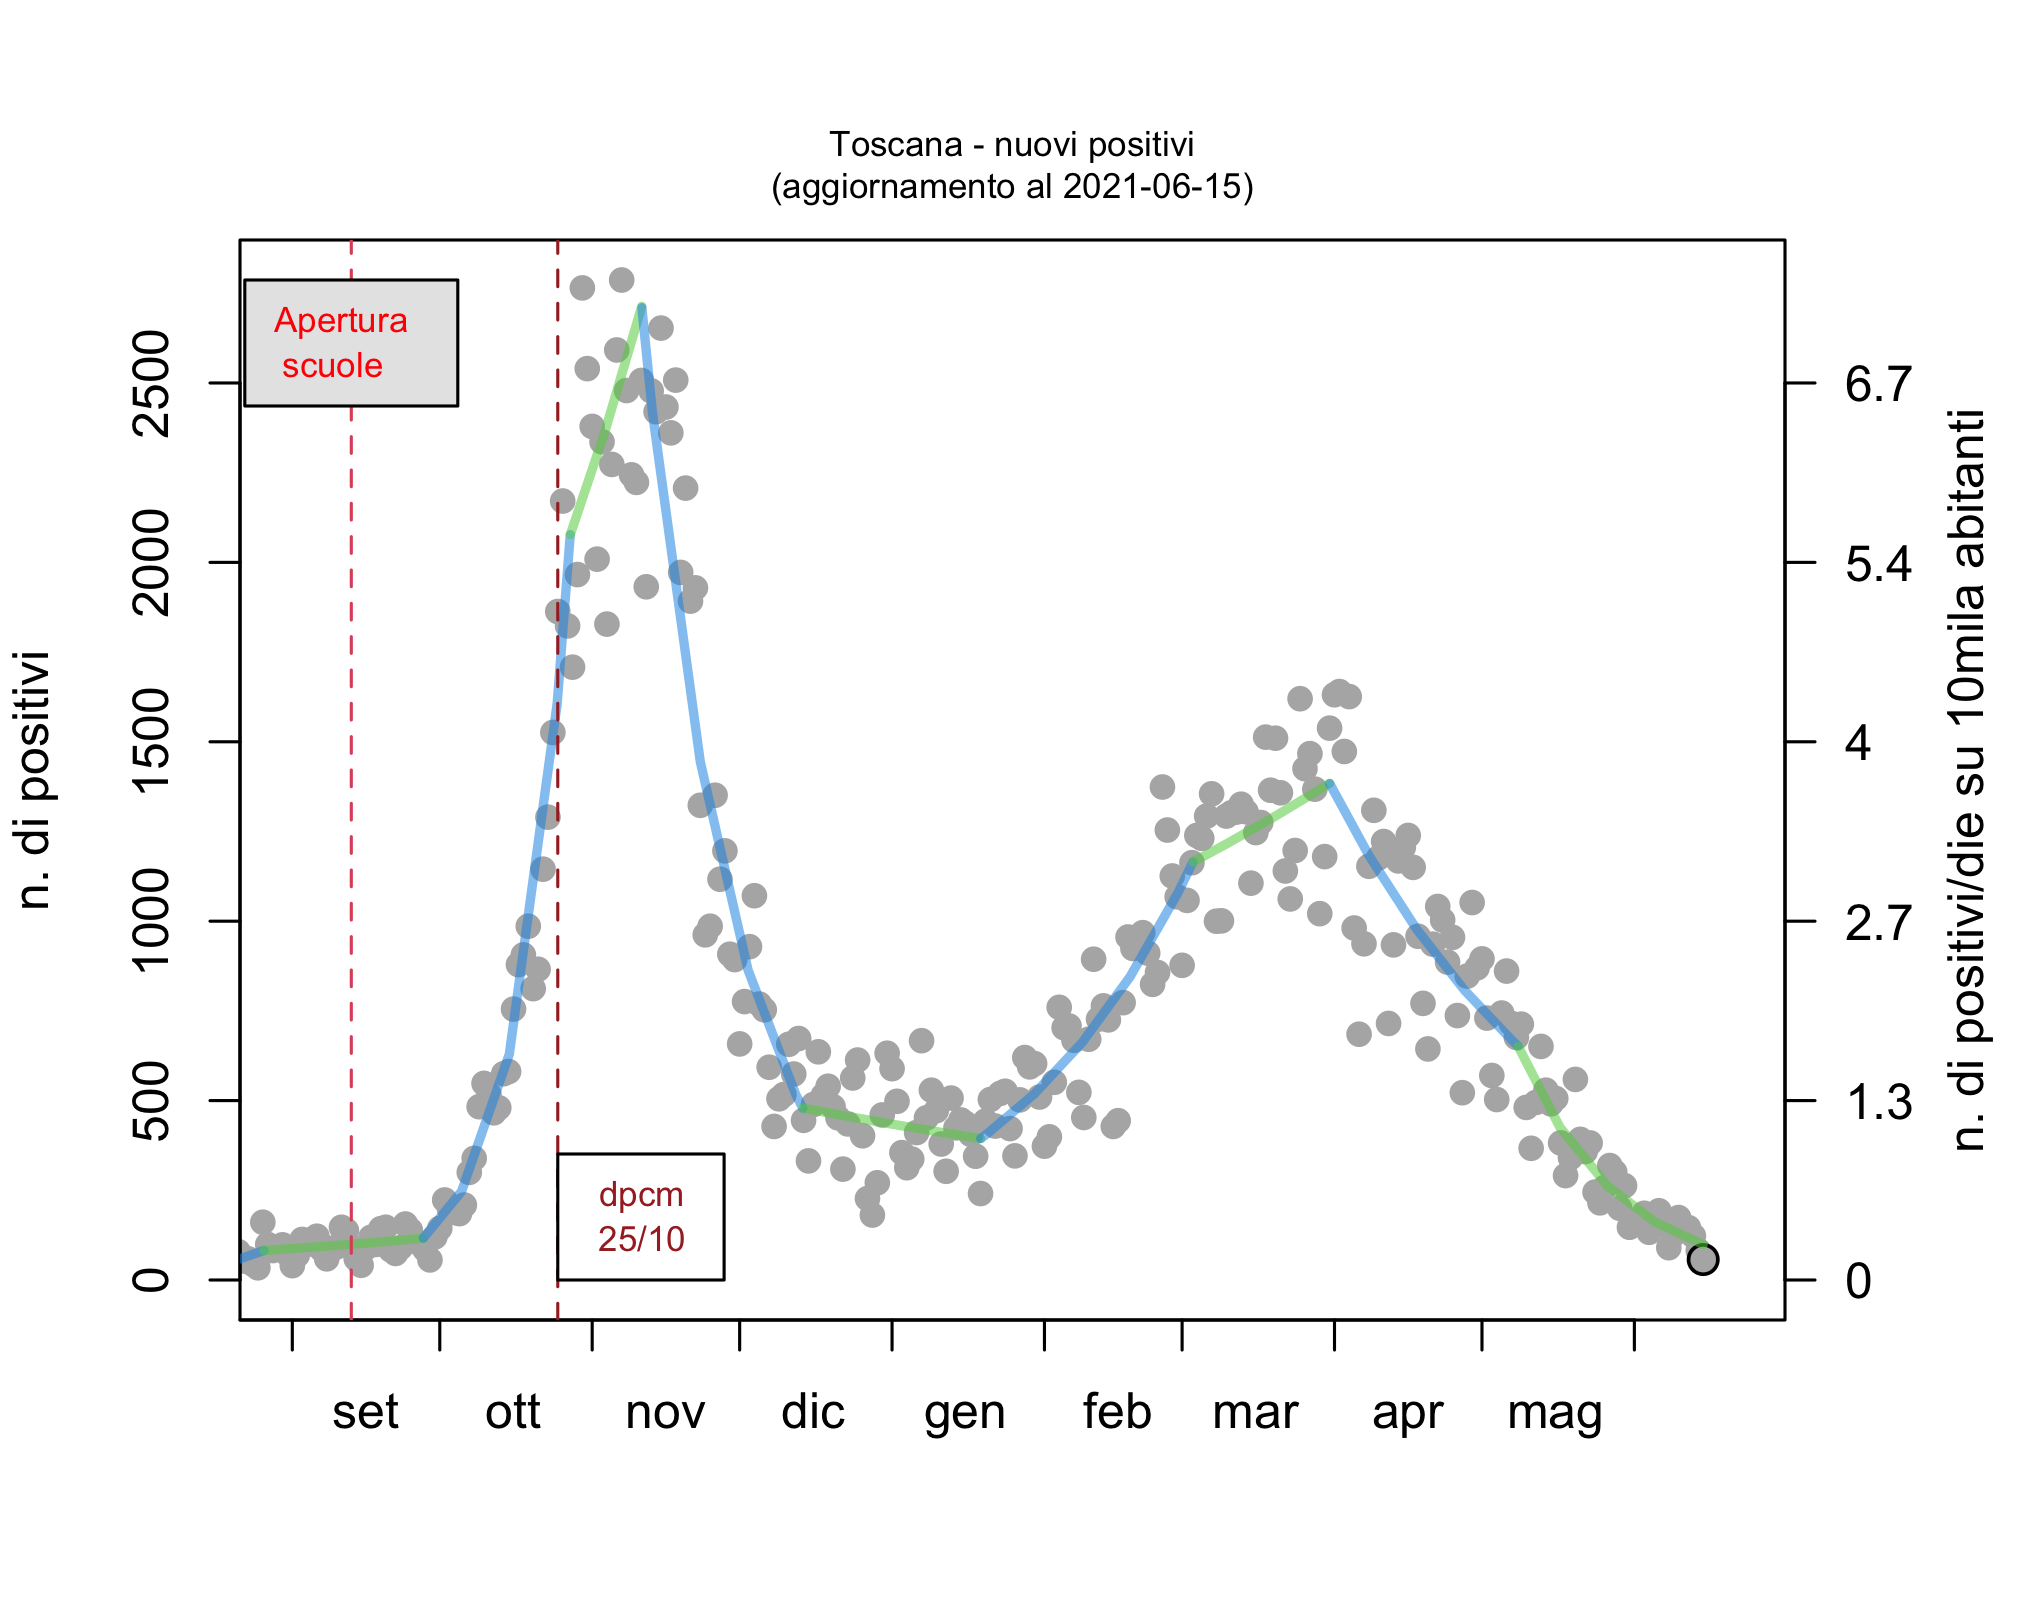 Toscana - nuovi positivi
(aggiornamento al 2021-06-15)
Apertura
scuole
dpcm
25/10
n. di positivi
0
500
1000
1500
2000
2500
n. di positivi/die su 10mila abitanti
0
1.3
2.7
4
5.4
6.7
set ott nov dic gen feb mar apr mag